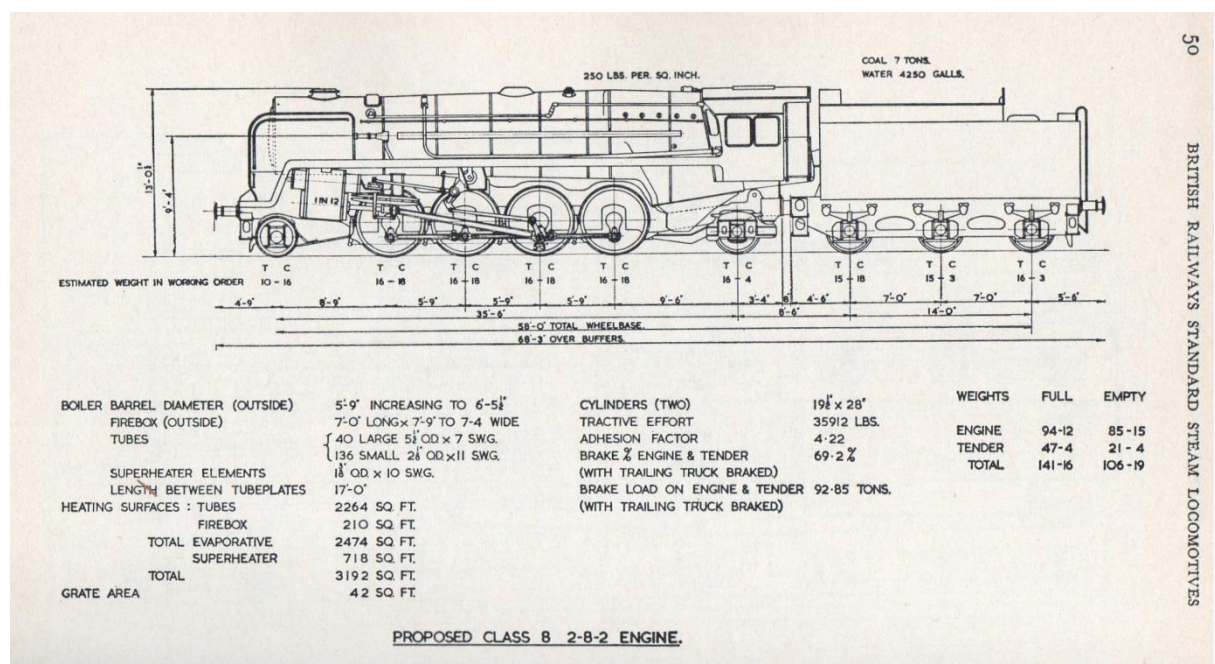 50
BRITISH RAILWAYS STANDARD STEAM LOCOMOTIVES
COAL 7 TONS.
WATER 4250 GALLS.
250 LBS. PER. SQ. INCH.
13'-0½"
9'-4"
1 IN 12
5'-3"
T C T C T C T C T C T C T C T C T C
ESTIMATED WEIGHT IN WORKING ORDER 10-16 16-18 16-18 16-18 16-18 16-4 15-18 15-3 16-3
4'-9" 8'-9" 5'-9" 5'-9" 5'-9" 9'-6" 3'-4" 8" 4'-6" 7'-0" 7'-0" 5'-6"
35'-6" 8'-6" 14'-0"
58'-0" TOTAL WHEELBASE.
68'-3" OVER BUFFERS.
BOILER BARREL DIAMETER (OUTSIDE) 5'-9" INCREASING TO 6'-5½"
FIREBOX (OUTSIDE) 7'-0" LONG x 7'-9" TO 7-4 WIDE
TUBES { 40 LARGE 5⅛" O.D. x 7 S.W.G.
136 SMALL 2⅛" O.D. x 11 S.W.G.
SUPERHEATER ELEMENTS 1⅜" O.D. x 10 S.W.G.
LENGTH BETWEEN TUBEPLATES 17'-0"
HEATING SURFACES : TUBES 2264 SQ. FT.
FIREBOX 210 SQ. FT.
TOTAL EVAPORATIVE 2474 SQ. FT.
SUPERHEATER 718 SQ. FT.
TOTAL 3192 SQ. FT.
GRATE AREA 42 SQ. FT.
CYLINDERS (TWO) 19½" x 28"
TRACTIVE EFFORT 35912 LBS.
ADHESION FACTOR 4·22
BRAKE % ENGINE & TENDER 69·2%
(WITH TRAILING TRUCK BRAKED.)
BRAKE LOAD ON ENGINE & TENDER 92·85 TONS.
(WITH TRAILING TRUCK BRAKED)
WEIGHTS FULL EMPTY
ENGINE 94-12 85-15
TENDER 47-4 21-4
TOTAL 141-16 106-19
PROPOSED CLASS 8 2-8-2 ENGINE.